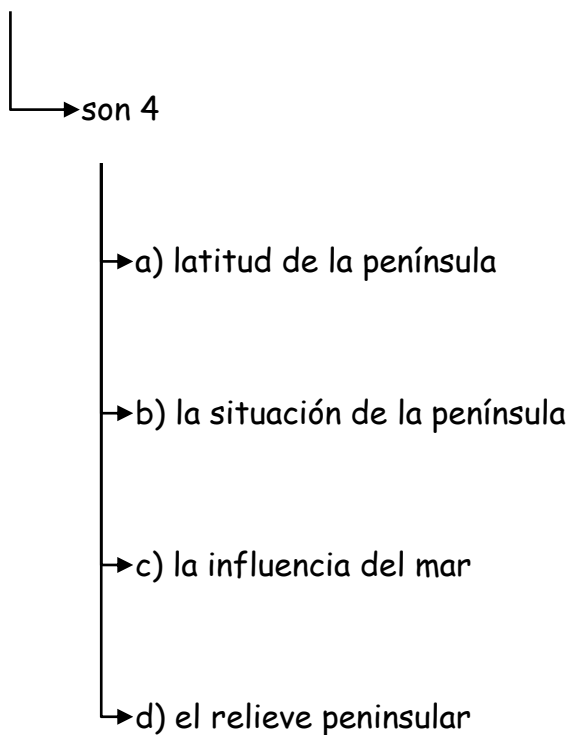 son 4
a) latitud de la península
b) la situación de la península
c) la influencia del mar
d) el relieve peninsular